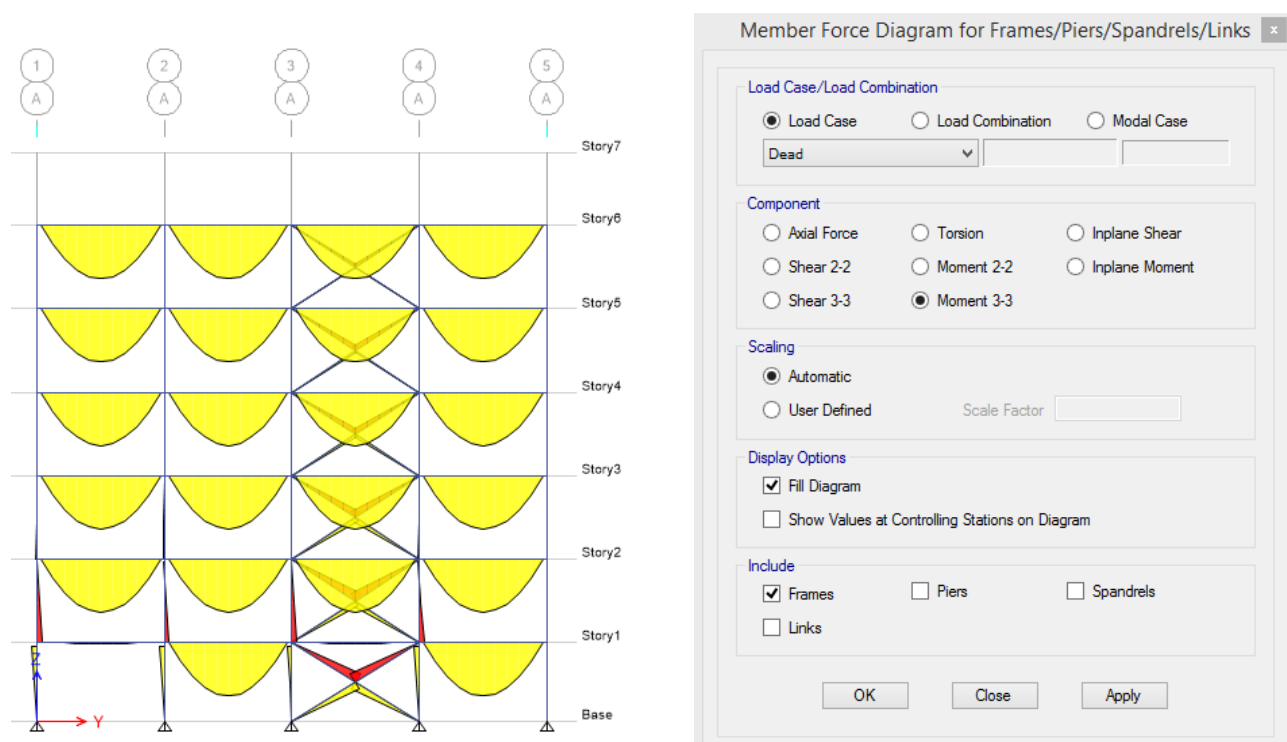 1 2 3 4 5
A A A A A
Story7
Story6
Story5
Story4
Story3
Story2
Story1
Base
Z
Y
Member Force Diagram for Frames/Piers/Spandrels/Links x
Load Case/Load Combination
Load Case Load Combination Modal Case
Dead
Component
Axial Force Torsion Inplane Shear
Shear 2-2 Moment 2-2 Inplane Moment
Shear 3-3 Moment 3-3
Scaling
Automatic
User Defined Scale Factor
Display Options
Fill Diagram
Show Values at Controlling Stations on Diagram
Include
Frames Piers Spandrels
Links
OK Close Apply